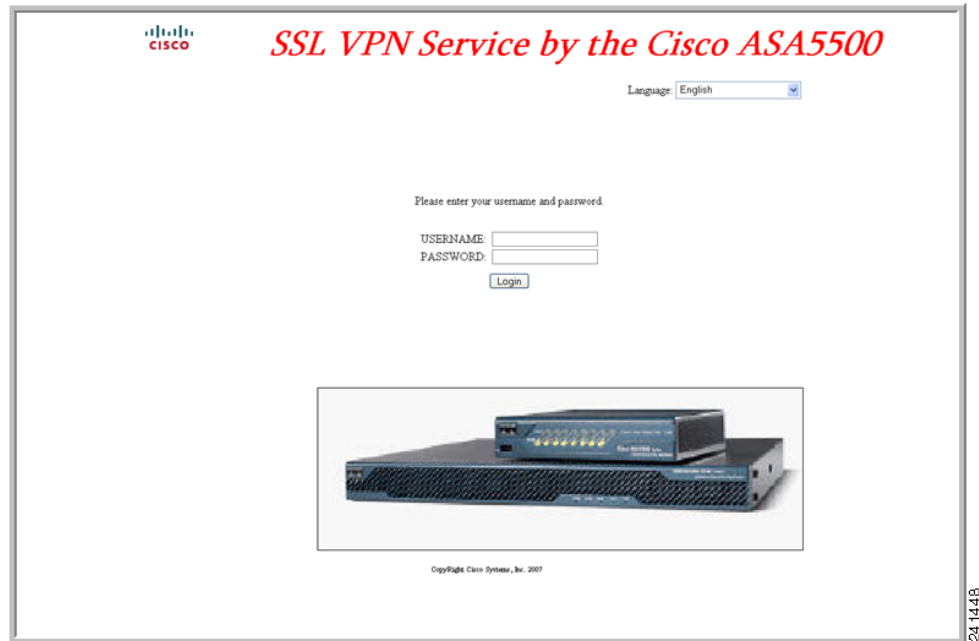 CISCO
SSL VPN Service by the Cisco ASA5500
Language: English
Please enter your username and password.
USERNAME:
PASSWORD:
Login
CopyRight Cisco Systems, Inc. 2007
241448